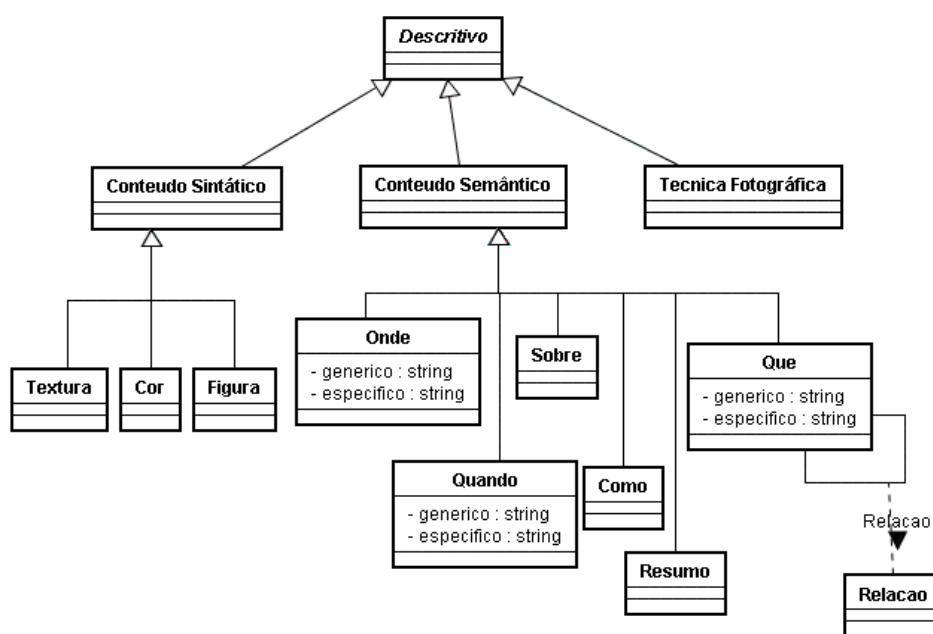 Descritivo
Conteudo Sintático
Conteudo Semântico
Tecnica Fotográfica
Textura
Cor
Figura
Onde
- generico : string
- especifico : string
Sobre
Que
- generico : string
- especifico : string
Quando
- generico : string
- especifico : string
Como
Resumo
Relacao
Relacao